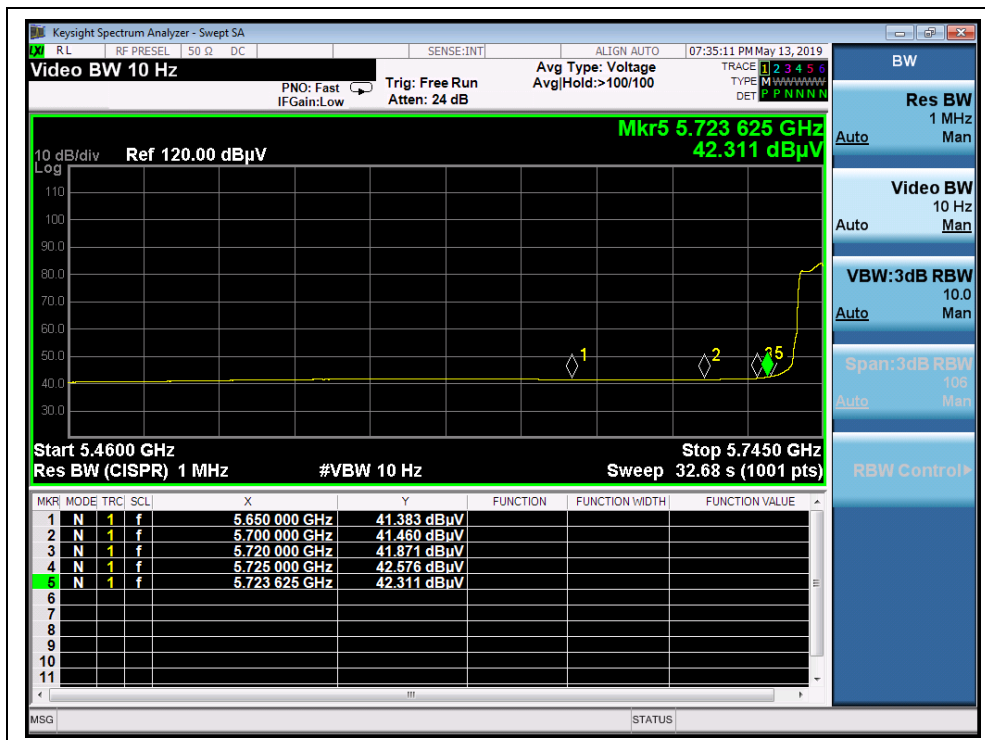 Keysight Spectrum Analyzer - Swept SA
LXI RL RF PRESEL 50 Ω DC SENSE:INT ALIGN AUTO 07:35:11 PM May 13, 2019
Video BW 10 Hz
PNO: Fast
IFGain:Low
Trig: Free Run
Atten: 24 dB
Avg Type: Voltage
Avg|Hold:>100/100
TRACE 1 2 3 4 5 6
TYPE M W W W W W
DET P P N N N N
Mkr5 5.723 625 GHz
42.311 dBµV
10 dB/div Ref 120.00 dBµV
Log
110
100
90.0
80.0
70.0
60.0
50.0
40.0
30.0
1
2
5
Start 5.4600 GHz Stop 5.7450 GHz
Res BW (CISPR) 1 MHz #VBW 10 Hz Sweep 32.68 s (1001 pts)
MKR MODE TRC SCL X Y FUNCTION FUNCTION WIDTH FUNCTION VALUE
1 N 1 f 5.650 000 GHz 41.383 dBµV
2 N 1 f 5.700 000 GHz 41.460 dBµV
3 N 1 f 5.720 000 GHz 41.871 dBµV
4 N 1 f 5.725 000 GHz 42.576 dBµV
5 N 1 f 5.723 625 GHz 42.311 dBµV
6
7
8
9
10
11
MSG STATUS
BW
Res BW
1 MHz
Auto Man
Video BW
10 Hz
Auto Man
VBW:3dB RBW
10.0
Auto Man
Span:3dB RBW
106
Auto Man
RBW Control